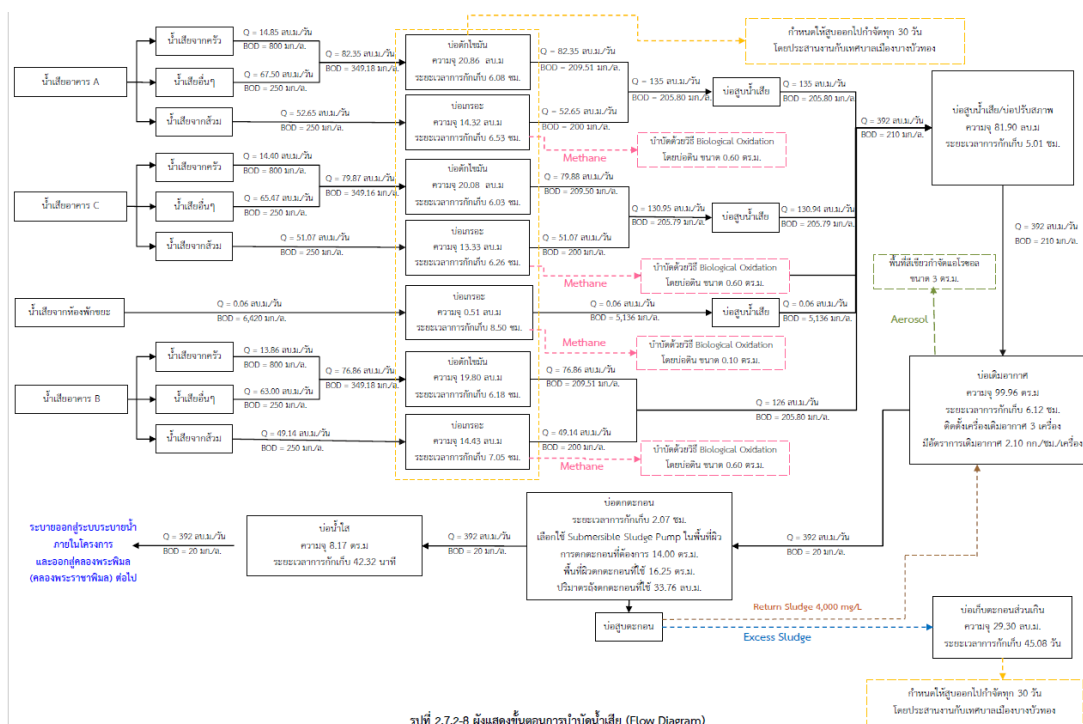 น้ำเสียอาคาร A
น้ำเสียจากครัว
น้ำเสียอื่นๆ
น้ำเสียจากส้วม
Q = 14.85 ลบ.ม/วัน
BOD = 800 มก./ล.
Q = 67.50 ลบ.ม./วัน
BOD = 250 มก./ล.
Q = 82.35 ลบ.ม./วัน
BOD = 349.18 มก./ล.
Q = 52.65 ลบ.ม/วัน
BOD = 250 มก./ล.
บ่อดักไขมัน
ความจุ 20.86 ลบ.ม
ระยะเวลาการกักเก็บ 6.08 ชม.
บ่อเกรอะ
ความจุ 14.32 ลบ.ม
ระยะเวลาการกักเก็บ 6.53 ชม.
Q – 82.35 ลบ.ม/วัน
BOD – 209.51 มก./ล.
Q – 52.65 ลบ.ม/วัน
BOD – 200 มก./ล.
กำหนดให้สูบออกไปกำจัดทุก 30 วัน
โดยประสานงานกับเทศบาลเมืองบางบัวทอง
Q – 135 ลบ.ม/วัน
BOD – 205.80 มก./ล.
บ่อสูบน้ำเสีย
Q = 135 ลบ.ม/วัน
BOD = 205.80 มก./ล.
Methane
บำบัดด้วยวิธี Biological Oxidation
โดยบ่อดิน ขนาด 0.60 ตร.ม.
Q = 392 ลบ.ม/วัน
BOD = 210 มก./ล.
บ่อสูบน้ำเสีย/บ่อปรับสภาพ
ความจุ 81.90 ลบ.ม
ระยะเวลาการกักเก็บ 5.01 ชม.
น้ำเสียอาคาร C
น้ำเสียจากครัว
น้ำเสียอื่นๆ
น้ำเสียจากส้วม
Q = 14.40 ลบ.ม/วัน
BOD = 800 มก./ล.
Q = 65.47 ลบ.ม/วัน
BOD = 250 มก./ล.
Q = 79.87 ลบ.ม/วัน
BOD = 349.16 มก./ล.
Q = 51.07 ลบ.ม/วัน
BOD = 250 มก./ล.
บ่อดักไขมัน
ความจุ 20.08 ลบ.ม
ระยะเวลาการกักเก็บ 6.03 ชม.
บ่อเกรอะ
ความจุ 13.33 ลบ.ม
ระยะเวลาการกักเก็บ 6.26 ชม.
Q = 79.88 ลบ.ม/วัน
BOD = 209.50 มก./ล.
Q = 51.07 ลบ.ม/วัน
BOD = 200 มก./ล.
Q = 130.95 ลบ.ม/วัน
BOD = 205.79 มก./ล.
บ่อสูบน้ำเสีย
Q = 130.94 ลบ.ม/วัน
BOD = 205.79 มก./ล.
Methane
บำบัดด้วยวิธี Biological Oxidation
โดยบ่อดิน ขนาด 0.60 ตร.ม.
Q = 392 ลบ.ม/วัน
BOD = 210 มก./ล.
พื้นที่สีเขียวกำจัดแอโรซอล
ขนาด 3 ตร.ม.
Aerosol
น้ำเสียจากห้องพักขยะ
Q = 0.06 ลบ.ม/วัน
BOD = 6,420 มก./ล.
บ่อเกรอะ
ความจุ 0.51 ลบ.ม
ระยะเวลาการกักเก็บ 8.50 ชม.
Q = 0.06 ลบ.ม/วัน
BOD = 5,136 มก./ล.
บ่อสูบน้ำเสีย
Q = 0.06 ลบ.ม/วัน
BOD = 5,136 มก./ล.
Methane
บำบัดด้วยวิธี Biological Oxidation
โดยบ่อดิน ขนาด 0.10 ตร.ม.
น้ำเสียอาคาร B
น้ำเสียจากครัว
น้ำเสียอื่นๆ
น้ำเสียจากส้วม
Q = 13.86 ลบ.ม/วัน
BOD = 800 มก./ล.
Q = 63.00 ลบ.ม/วัน
BOD = 250 มก./ล.
Q = 76.86 ลบ.ม./วัน
BOD = 349.18 มก./ล.
Q = 49.14 ลบ.ม/วัน
BOD = 250 มก./ล.
บ่อดักไขมัน
ความจุ 19.80 ลบ.ม
ระยะเวลาการกักเก็บ 6.18 ชม.
บ่อเกรอะ
ความจุ 14.43 ลบ.ม
ระยะเวลาการกักเก็บ 7.05 ชม.
Q = 76.86 ลบ.ม/วัน
BOD = 209.51 มก./ล.
Q = 49.14 ลบ.ม/วัน
BOD = 200 มก./ล.
Q = 126 ลบ.ม/วัน
BOD = 205.80 มก./ล.
Methane
บำบัดด้วยวิธี Biological Oxidation
โดยบ่อดิน ขนาด 0.60 ตร.ม.
บ่อเติมอากาศ
ความจุ 99.96 ตร.ม
ระยะเวลาการกักเก็บ 6.12 ชม.
ติดตั้งเครื่องเติมอากาศ 3 เครื่อง
มีอัตราการเติมอากาศ 2.10 กก./ชม./เครื่อง
Q = 392 ลบ.ม/วัน
BOD = 20 มก./ล.
บ่อตกตะกอน
ระยะเวลาการกักเก็บ 2.07 ชม.
เลือกใช้ Submersible Sludge Pump ในพื้นที่ผิว
การตกตะกอนที่ต้องการ 14.00 ตร.ม.
พื้นที่ผิวตกตะกอนที่ใช้ 16.25 ตร.ม.
ปริมาตรถังตกตะกอนที่ใช้ 33.76 ลบ.ม.
Q = 392 ลบ.ม/วัน
BOD = 20 มก./ล.
บ่อน้ำใส
ความจุ 8.17 ตร.ม
ระยะเวลาการกักเก็บ 42.32 นาที
Q = 392 ลบ.ม/วัน
BOD = 20 มก./ล.
ระบายออกสู่ระบบระบายน้ำ
ภายในโครงการ
และออกสู่คลองพระพิมล
(คลองพระราชาพิมล) ต่อไป
บ่อสูบตะกอน
Return Sludge 4,000 mg/L
Excess Sludge
บ่อเก็บตะกอนส่วนเกิน
ความจุ 29.30 ลบ.ม.
ระยะเวลาการกักเก็บ 45.08 วัน
กำหนดให้สูบออกไปกำจัดทุก 30 วัน
โดยประสานงานกับเทศบาลเมืองบางบัวทอง
รูปที่ 2.7.2-8 ผังแสดงขั้นตอนการบำบัดน้ำเสีย (Flow Diagram)